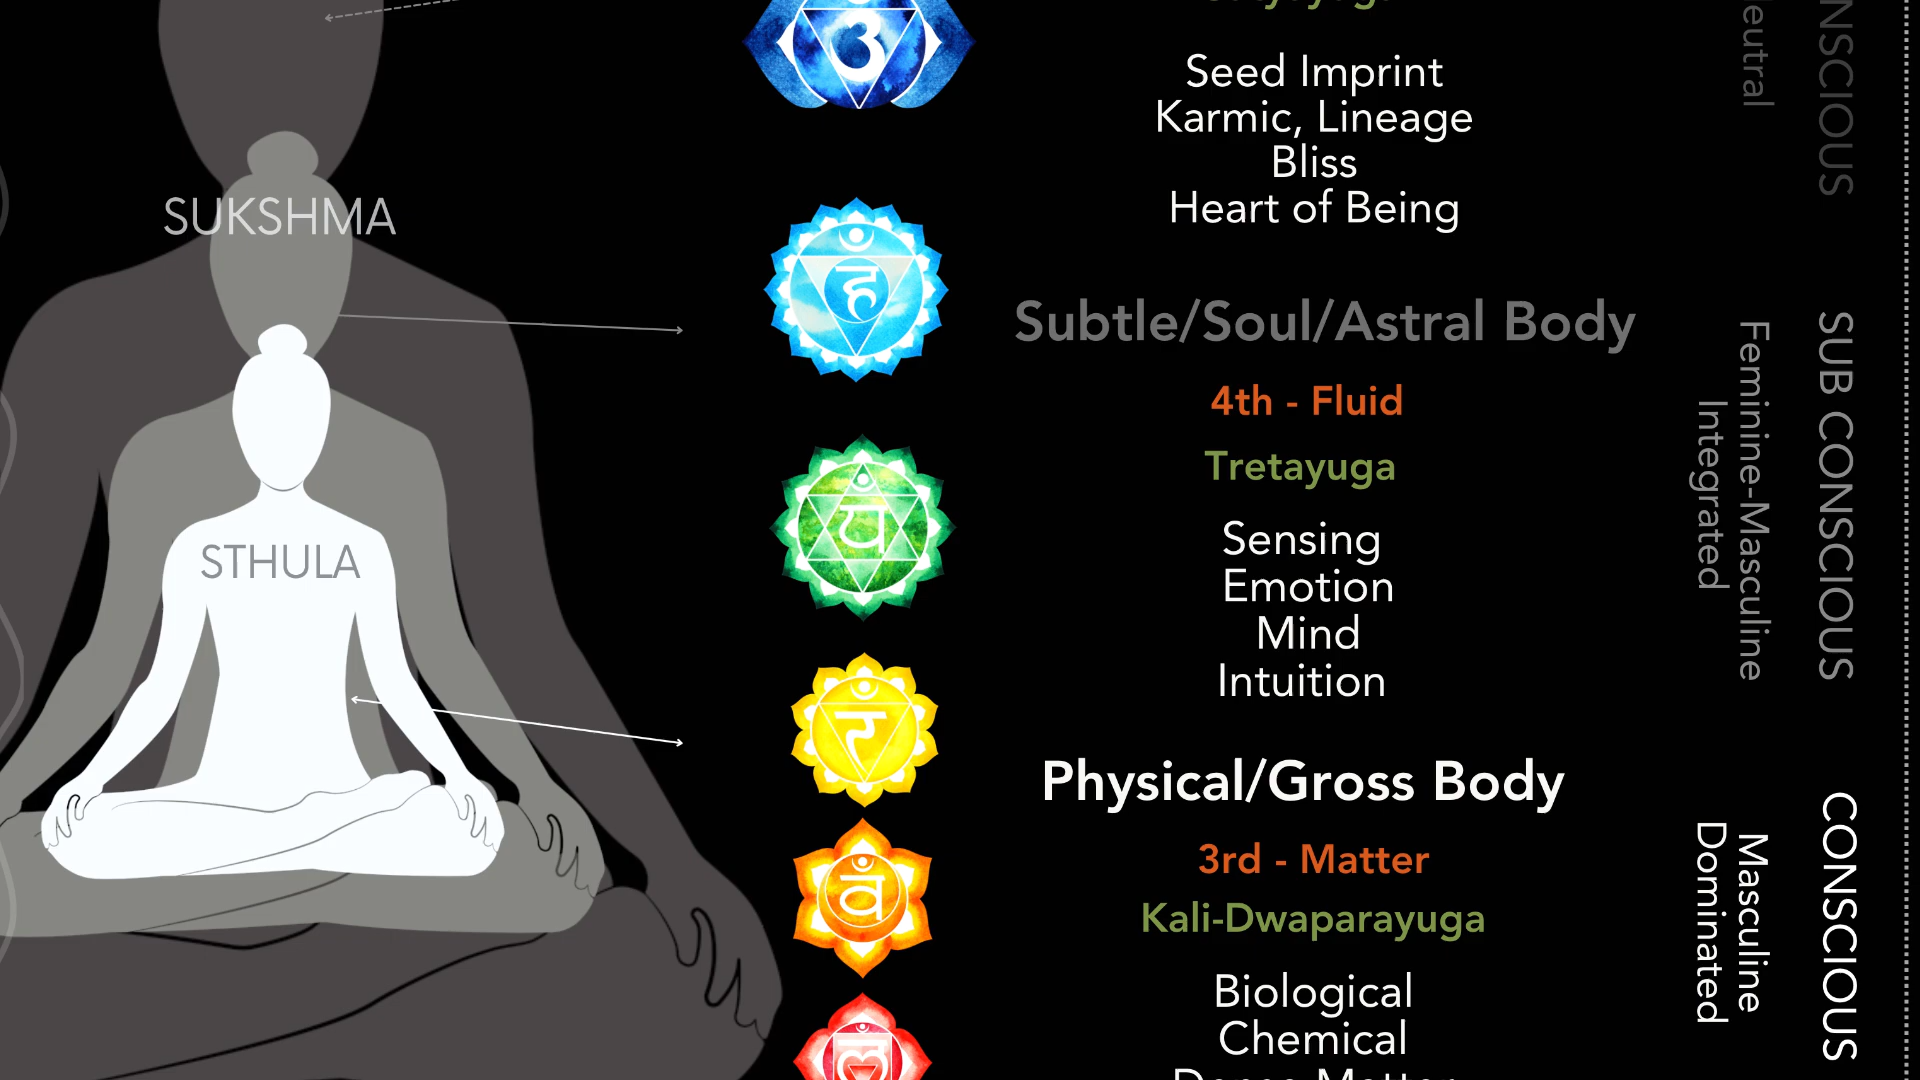 Seed Imprint
Karmic, Lineage
Bliss
Heart of Being
SUKSHMA
STHULA
Subtle/Soul/Astral Body
4th - Fluid
Tretayuga
Sensing
Emotion
Mind
Intuition
Physical/Gross Body
3rd - Matter
Kali-Dwaparayuga
Biological
Chemical
Feminine-Masculine
Integrated
SUB CONSCIOUS
Masculine
Dominated
CONSCIOUS
हं
यं
रं
वं